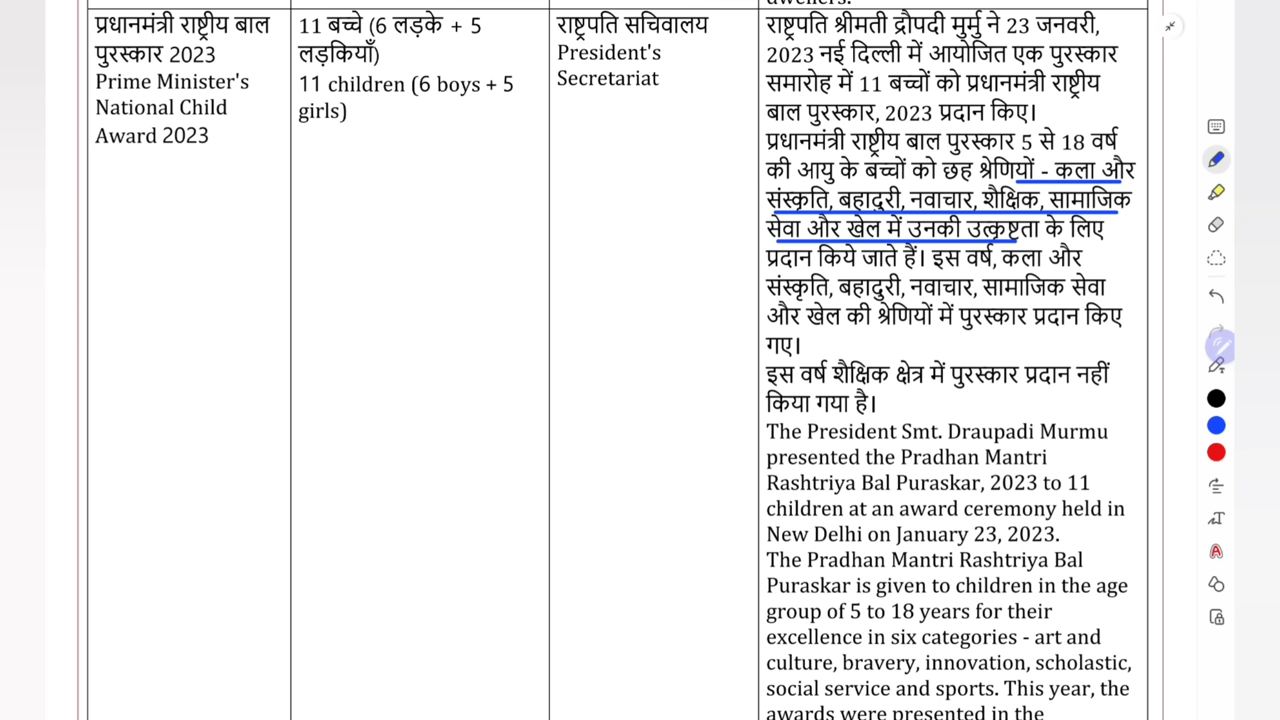 dwellers.
प्रधानमंत्री राष्ट्रीय बाल
पुरस्कार 2023
Prime Minister's
National Child
Award 2023
11 बच्चे (6 लड़के + 5
लड़कियाँ)
11 children (6 boys + 5
girls)
राष्ट्रपति सचिवालय
President's
Secretariat
राष्ट्रपति श्रीमती द्रौपदी मुर्मु ने 23 जनवरी,
2023 नई दिल्ली में आयोजित एक पुरस्कार
समारोह में 11 बच्चों को प्रधानमंत्री राष्ट्रीय
बाल पुरस्कार, 2023 प्रदान किए।
प्रधानमंत्री राष्ट्रीय बाल पुरस्कार 5 से 18 वर्ष
की आयु के बच्चों को छह श्रेणियों - कला और
संस्कृति, बहादुरी, नवाचार, शैक्षिक, सामाजिक
सेवा और खेल में उनकी उत्कृष्टता के लिए
प्रदान किये जाते हैं। इस वर्ष, कला और
संस्कृति, बहादुरी, नवाचार, सामाजिक सेवा
और खेल की श्रेणियों में पुरस्कार प्रदान किए
गए।
इस वर्ष शैक्षिक क्षेत्र में पुरस्कार प्रदान नहीं
किया गया है।
The President Smt. Draupadi Murmu
presented the Pradhan Mantri
Rashtriya Bal Puraskar, 2023 to 11
children at an award ceremony held in
New Delhi on January 23, 2023.
The Pradhan Mantri Rashtriya Bal
Puraskar is given to children in the age
group of 5 to 18 years for their
excellence in six categories - art and
culture, bravery, innovation, scholastic,
social service and sports. This year, the
awards were presented in the